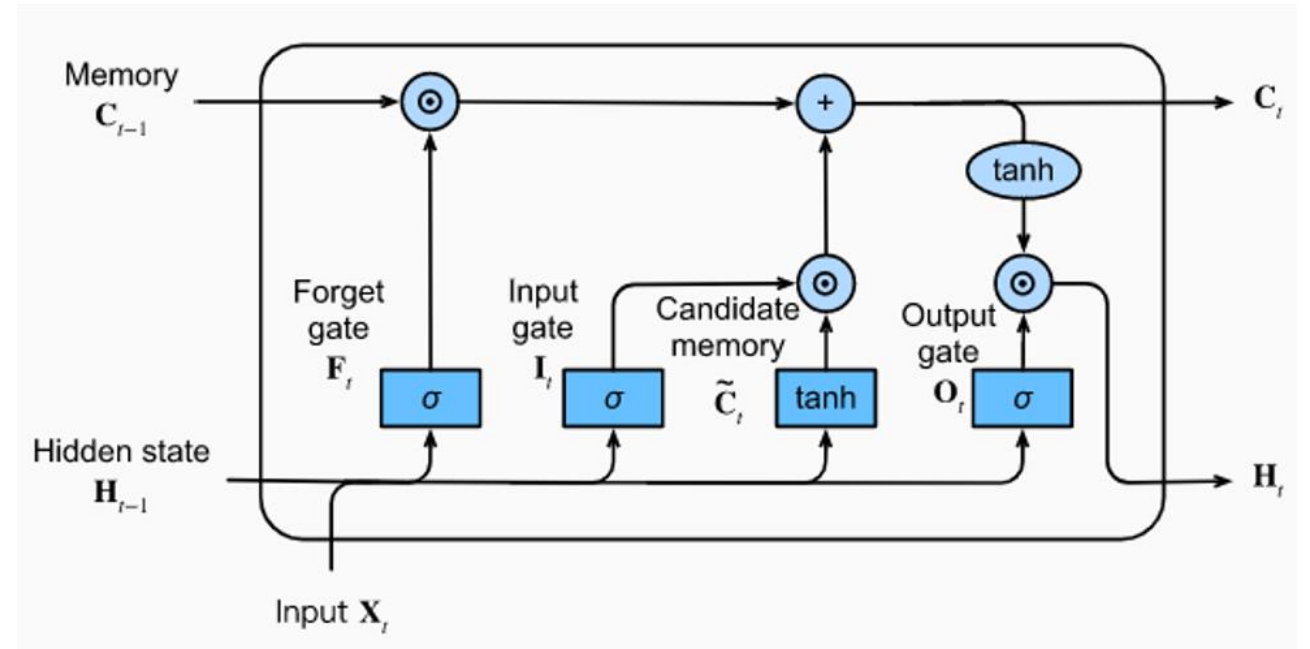 Memory
C_{t-1}
⊙
+
C_t
tanh
Forget
gate
F_t
σ
Input
gate
I_t
σ
Candidate
memory
C̃_t
tanh
⊙
Output
gate
O_t
σ
⊙
Hidden state
H_{t-1}
H_t
Input X_t